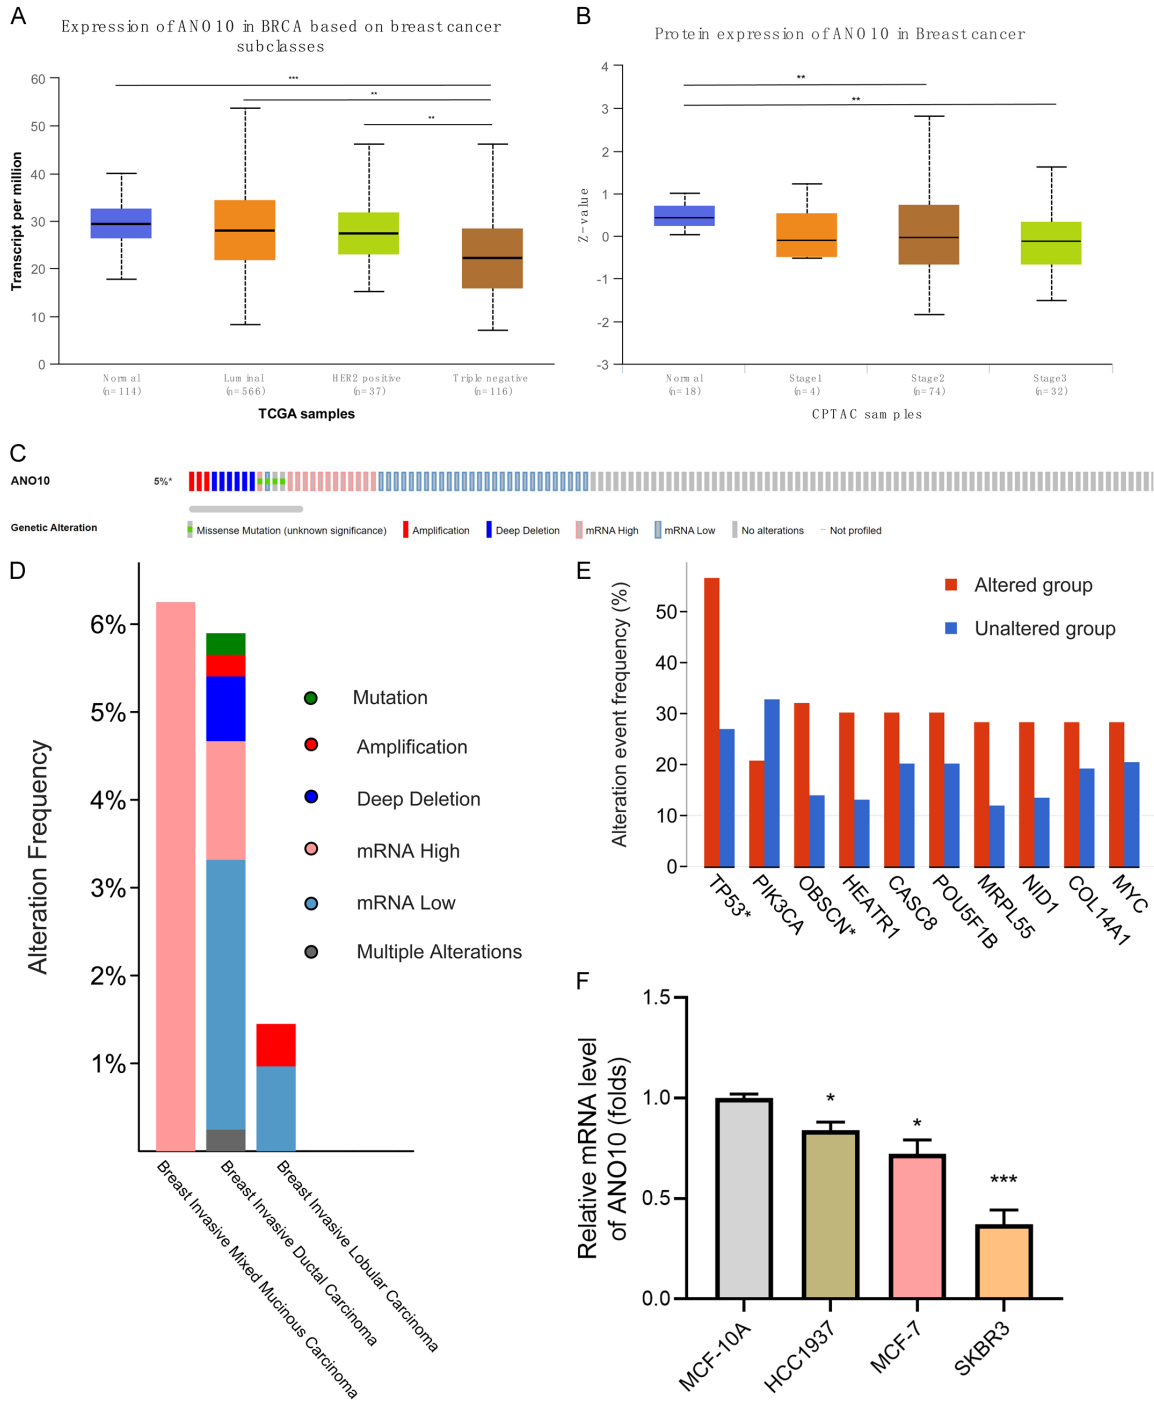 A
Expression of ANO10 in BRCA based on breast cancer
subclasses
Transcript per million
60
50
40
30
20
10
0
***
**
**
Normal
(n=114)
Luminal
(n=566)
HER2 positive
(n=37)
Triple negative
(n=116)
TCGA samples
B
Protein expression of ANO10 in Breast cancer
Z-value
4
3
2
1
0
-1
-2
-3
**
**
Normal
(n=18)
Stage1
(n=4)
Stage2
(n=74)
Stage3
(n=32)
CPTAC samples
C
ANO10
5%*
Genetic Alteration
Missense Mutation (unknown significance)
Amplification
Deep Deletion
mRNA High
mRNA Low
No alterations
Not profiled
D
Alteration Frequency
6%
5%
4%
3%
2%
1%
Mutation
Amplification
Deep Deletion
mRNA High
mRNA Low
Multiple Alterations
Breast Invasive Mixed Mucinous Carcinoma
Breast Invasive Ductal Carcinoma
Breast Invasive Lobular Carcinoma
E
Alteration event frequency (%)
50
40
30
20
10
0
Altered group
Unaltered group
TP53*
PIK3CA
OBSCN*
HEATR1
CASC8
POU5F1B
MRPL55
NID1
COL14A1
MYC
F
Relative mRNA level
of ANO10 (folds)
1.5
1.0
0.5
0.0
*
*
***
MCF-10A
HCC1937
MCF-7
SKBR3